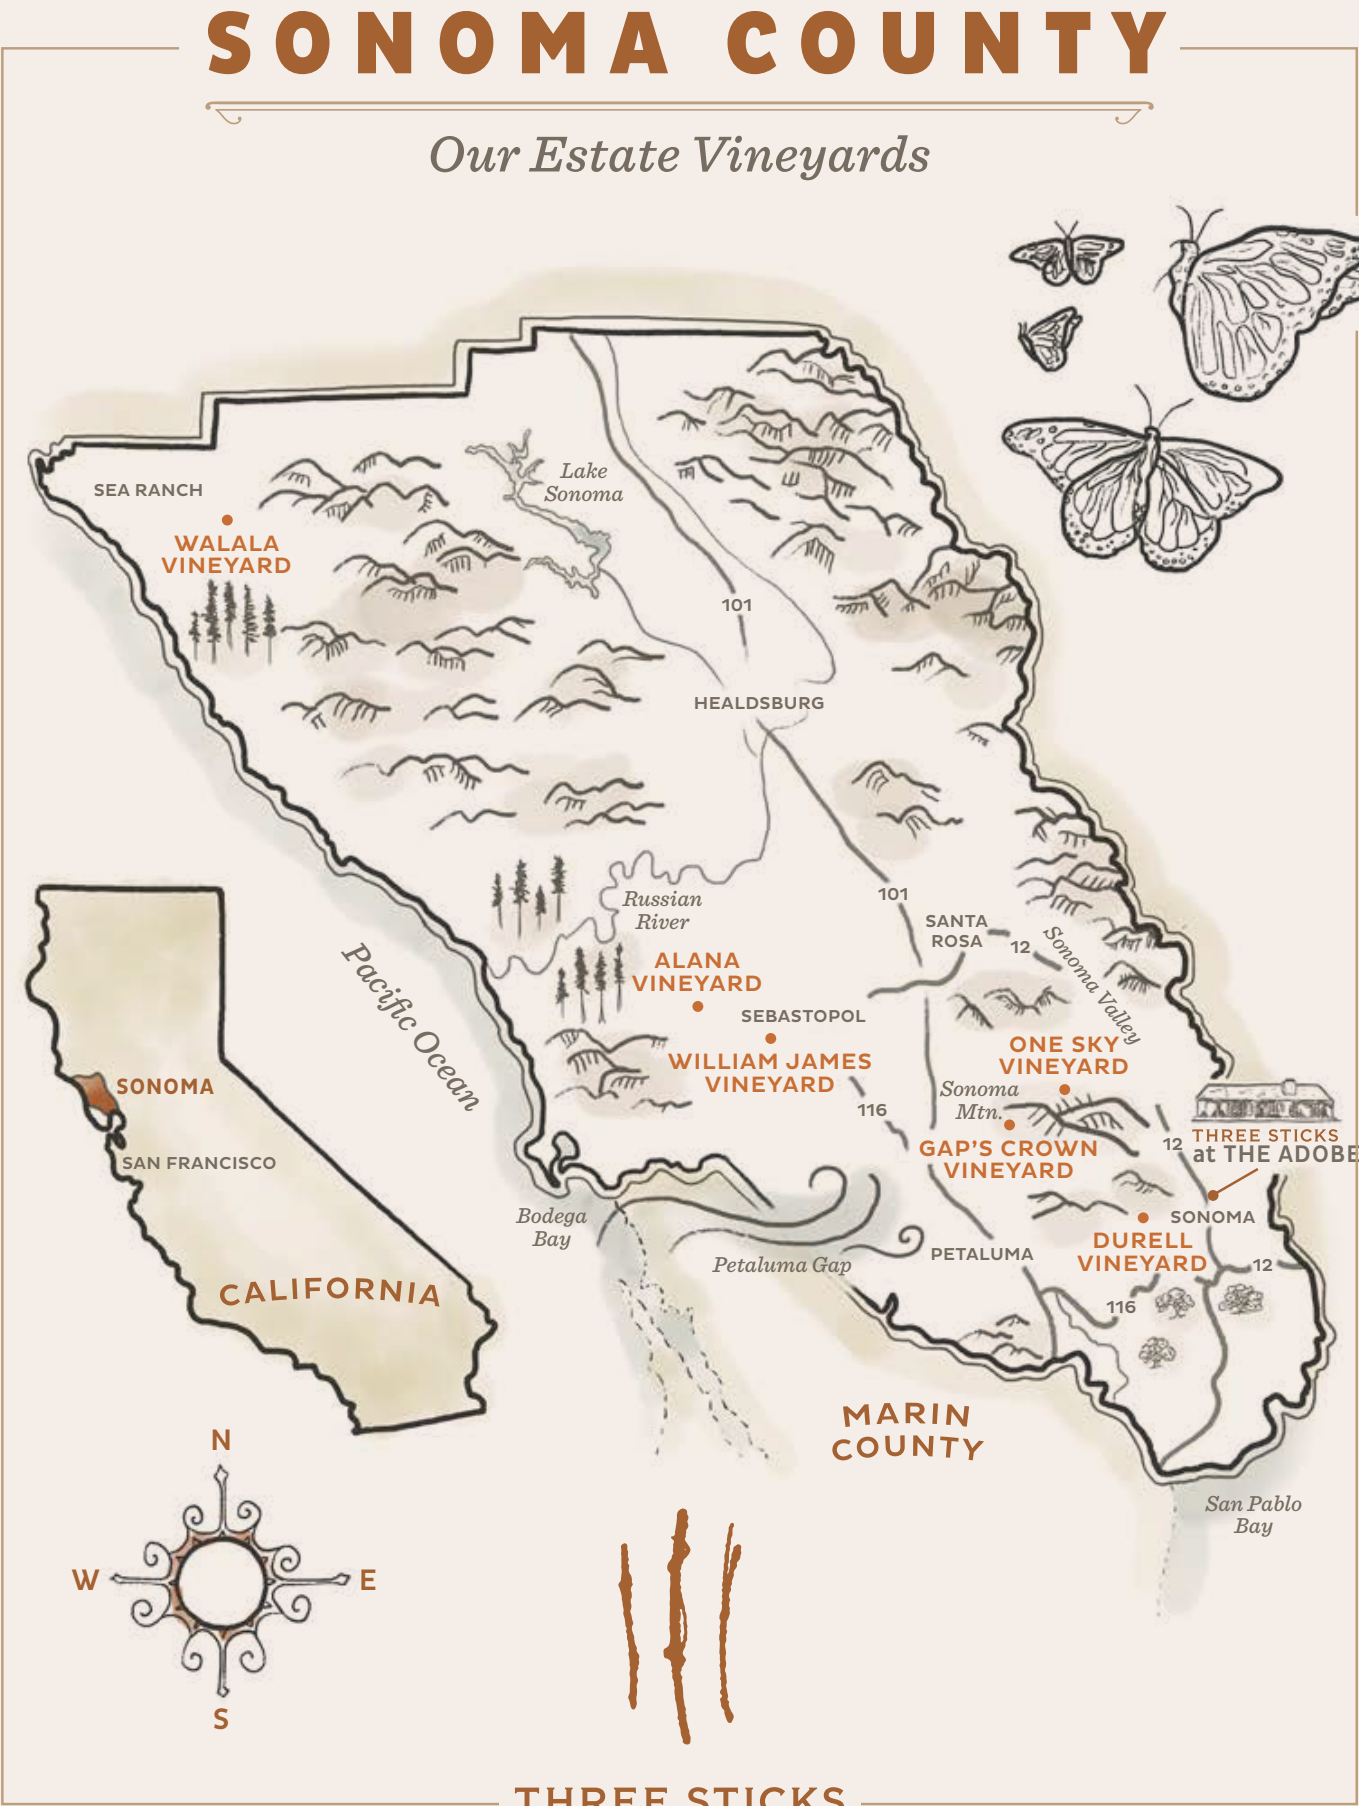 SONOMA COUNTY
Our Estate Vineyards
Lake
Sonoma
SEA RANCH
WALALA
VINEYARD
101
HEALDSBURG
101
Russian
River
SANTA
ROSA
12
Sonoma Valley
Pacific Ocean
ALANA
VINEYARD
SEBASTOPOL
WILLIAM JAMES
VINEYARD
ONE SKY
VINEYARD
Sonoma
Mtn.
116
GAP'S CROWN
VINEYARD
12
THREE STICKS
at THE ADOBE
SONOMA
SAN FRANCISCO
CALIFORNIA
Bodega
Bay
Petaluma Gap
PETALUMA
SONOMA
DURELL
VINEYARD
12
116
MARIN
COUNTY
San Pablo
Bay
N
W
E
S
THREE STICKS